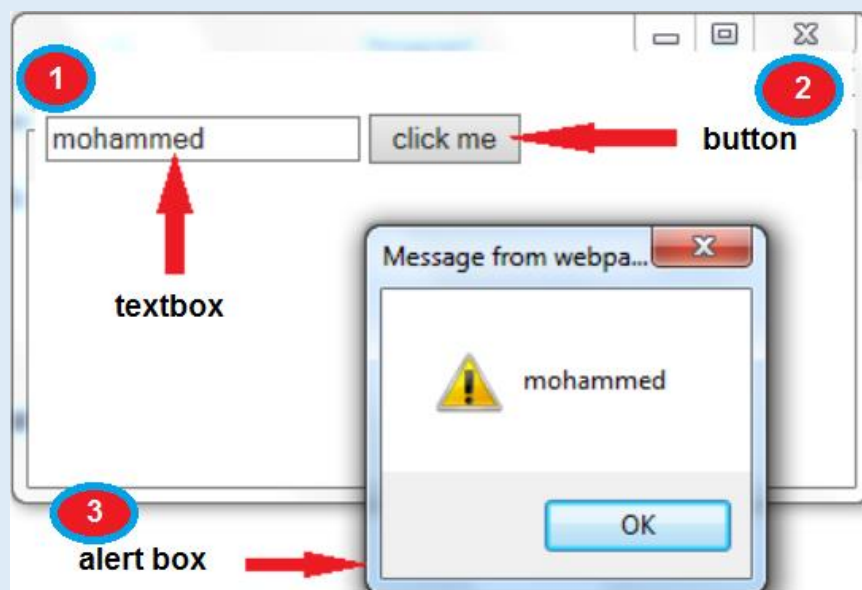 1
2
mohammed
click me
button
textbox
Message from webpa...
mohammed
OK
3
alert box